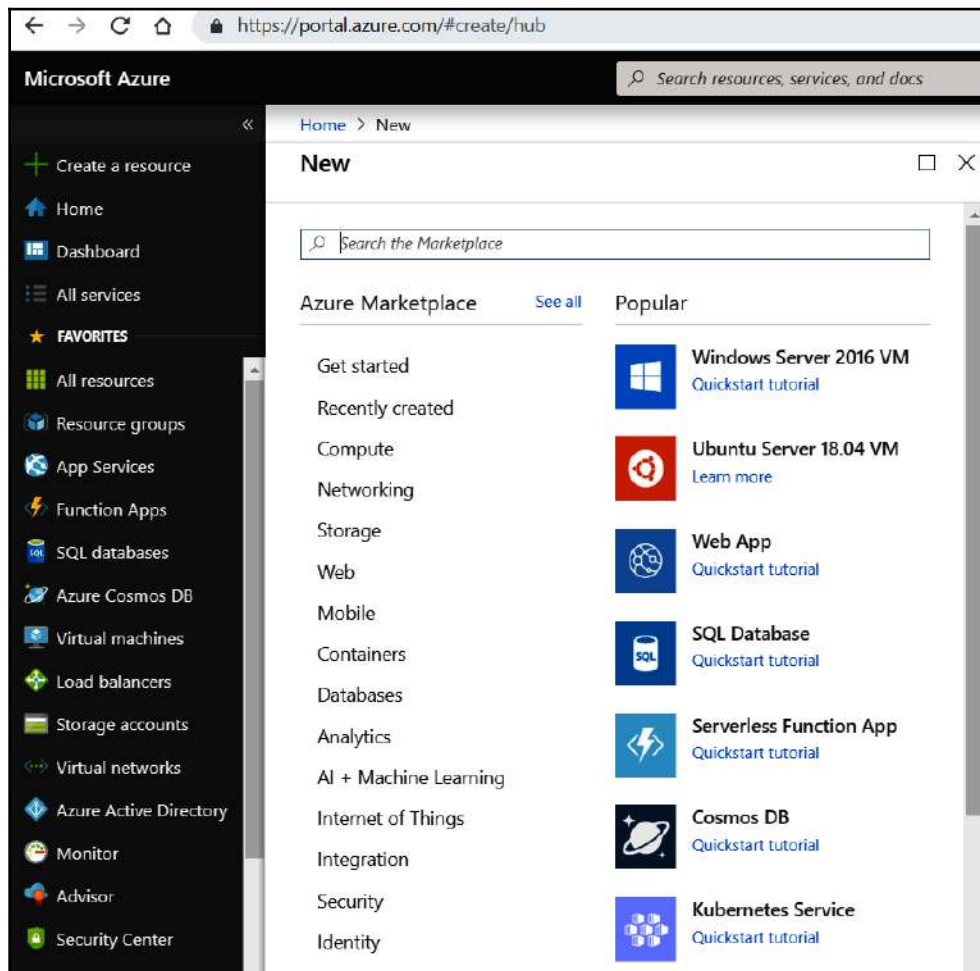 https://portal.azure.com/#create/hub
Microsoft Azure
Search resources, services, and docs
Create a resource
Home
Dashboard
All services
FAVORITES
All resources
Resource groups
App Services
Function Apps
SQL databases
Azure Cosmos DB
Virtual machines
Load balancers
Storage accounts
Virtual networks
Azure Active Directory
Monitor
Advisor
Security Center
Home > New
New
Search the Marketplace
Azure Marketplace See all
Get started
Recently created
Compute
Networking
Storage
Web
Mobile
Containers
Databases
Analytics
AI + Machine Learning
Internet of Things
Integration
Security
Identity
Popular
Windows Server 2016 VM
Quickstart tutorial
Ubuntu Server 18.04 VM
Learn more
Web App
Quickstart tutorial
SQL
SQL Database
Quickstart tutorial
Serverless Function App
Quickstart tutorial
Cosmos DB
Quickstart tutorial
Kubernetes Service
Quickstart tutorial